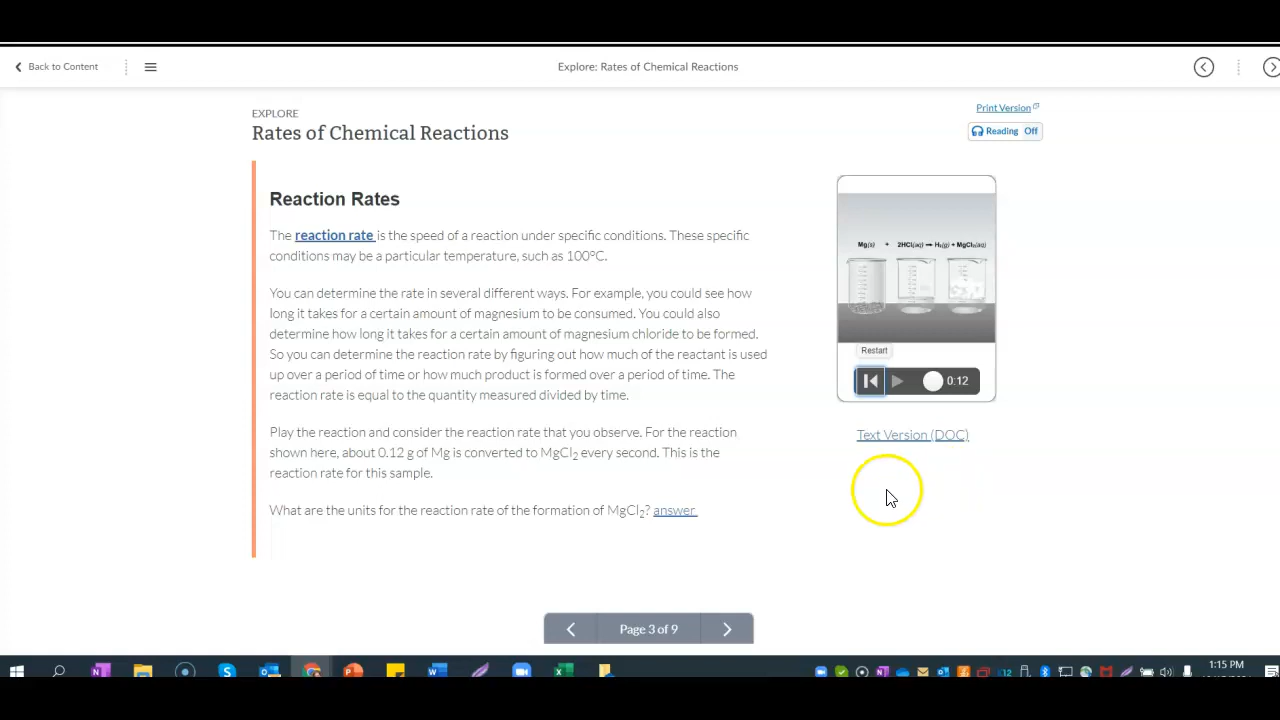 Back to Content
Explore: Rates of Chemical Reactions
EXPLORE
Rates of Chemical Reactions
Print Version
Reading Off
Reaction Rates
The reaction rate is the speed of a reaction under specific conditions. These specific
conditions may be a particular temperature, such as 100°C.
You can determine the rate in several different ways. For example, you could see how
long it takes for a certain amount of magnesium to be consumed. You could also
determine how long it takes for a certain amount of magnesium chloride to be formed.
So you can determine the reaction rate by figuring out how much of the reactant is used
up over a period of time or how much product is formed over a period of time. The
reaction rate is equal to the quantity measured divided by time.
Play the reaction and consider the reaction rate that you observe. For the reaction
shown here, about 0.12 g of Mg is converted to MgCl₂ every second. This is the
reaction rate for this sample.
What are the units for the reaction rate of the formation of MgCl₂? answer
Mg(s) + 2HCl(aq) → H₂(g) + MgCl₂(aq)
Restart
0:12
Text Version (DOC)
Page 3 of 9
1:15 PM